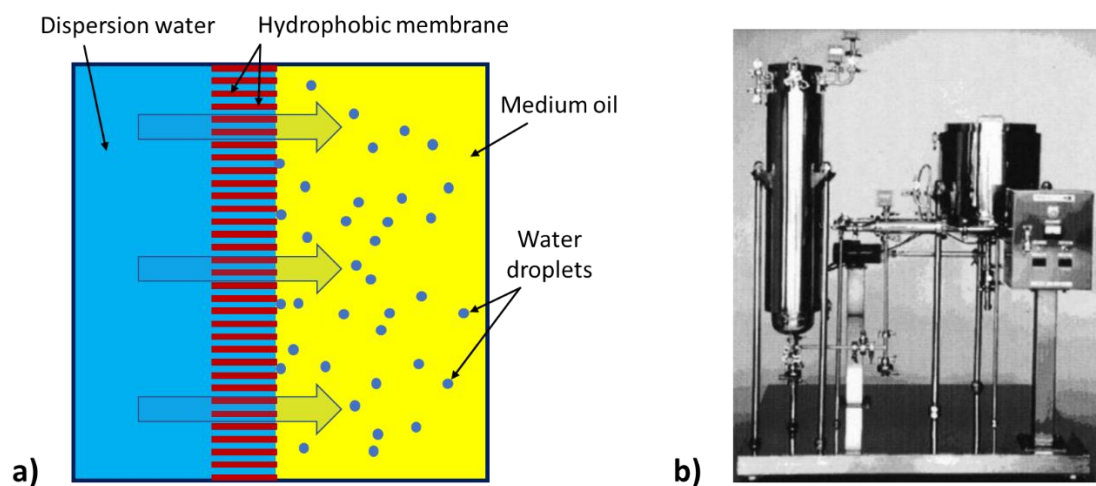 Dispersion water
Hydrophobic membrane
Medium oil
Water
droplets
a)
b)